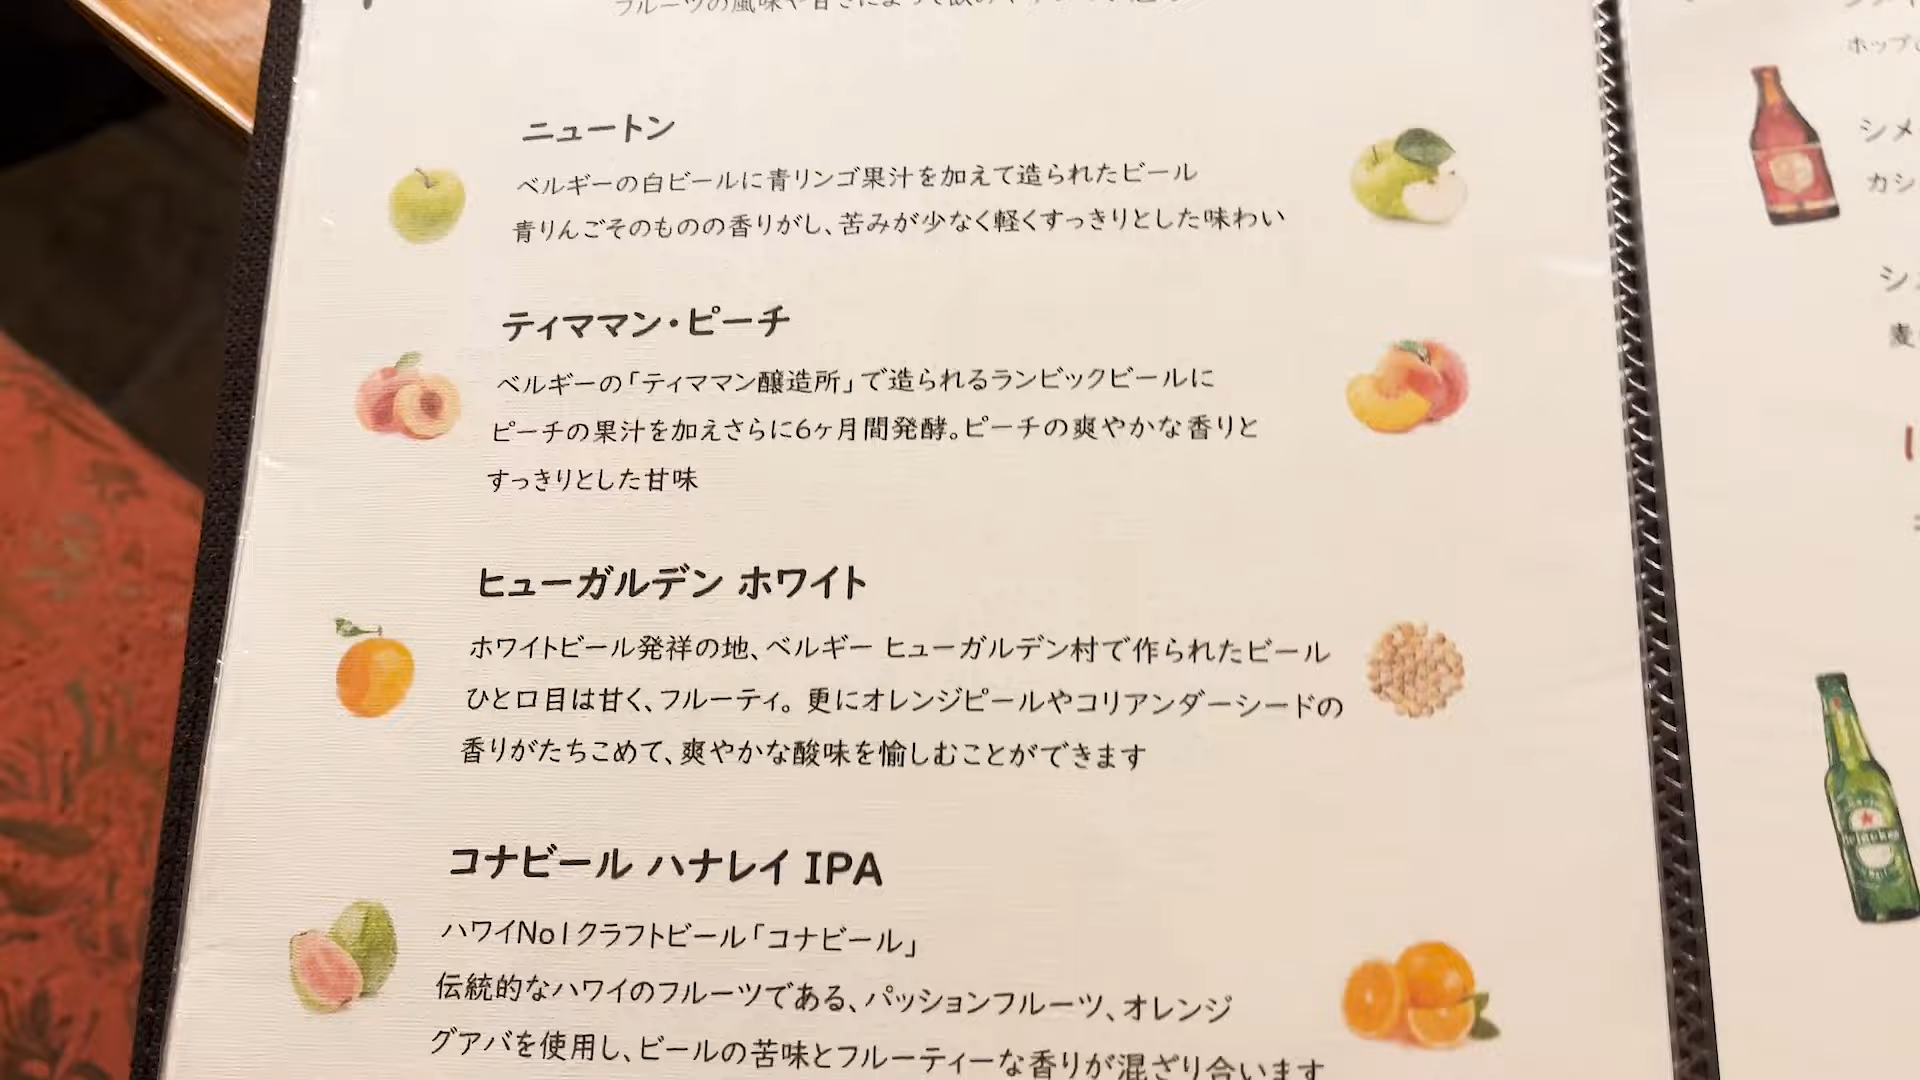 ニュートン
ベルギーの白ビールに青リンゴ果汁を加えて造られたビール
青りんごそのものの香りがし、苦みが少なく軽くすっきりとした味わい
ティママン・ピーチ
ベルギーの「ティママン醸造所」で造られるランビックビールに
ピーチの果汁を加えさらに6ヶ月間発酵。ピーチの爽やかな香りと
すっきりとした甘味
ヒューガルデン ホワイト
ホワイトビール発祥の地、ベルギー ヒューガルデン村で作られたビール
ひと口目は甘く、フルーティ。更にオレンジピールやコリアンダーシードの
香りがたちこめて、爽やかな酸味を愉しむことができます
コナビール ハナレイ IPA
ハワイNo1クラフトビール「コナビール」
伝統的なハワイのフルーツである、パッションフルーツ、オレンジ
グアバを使用し、ビールの苦味とフルーティーな香りが混ざり合います
ホップ
シメ
カシ
麦
Heineken